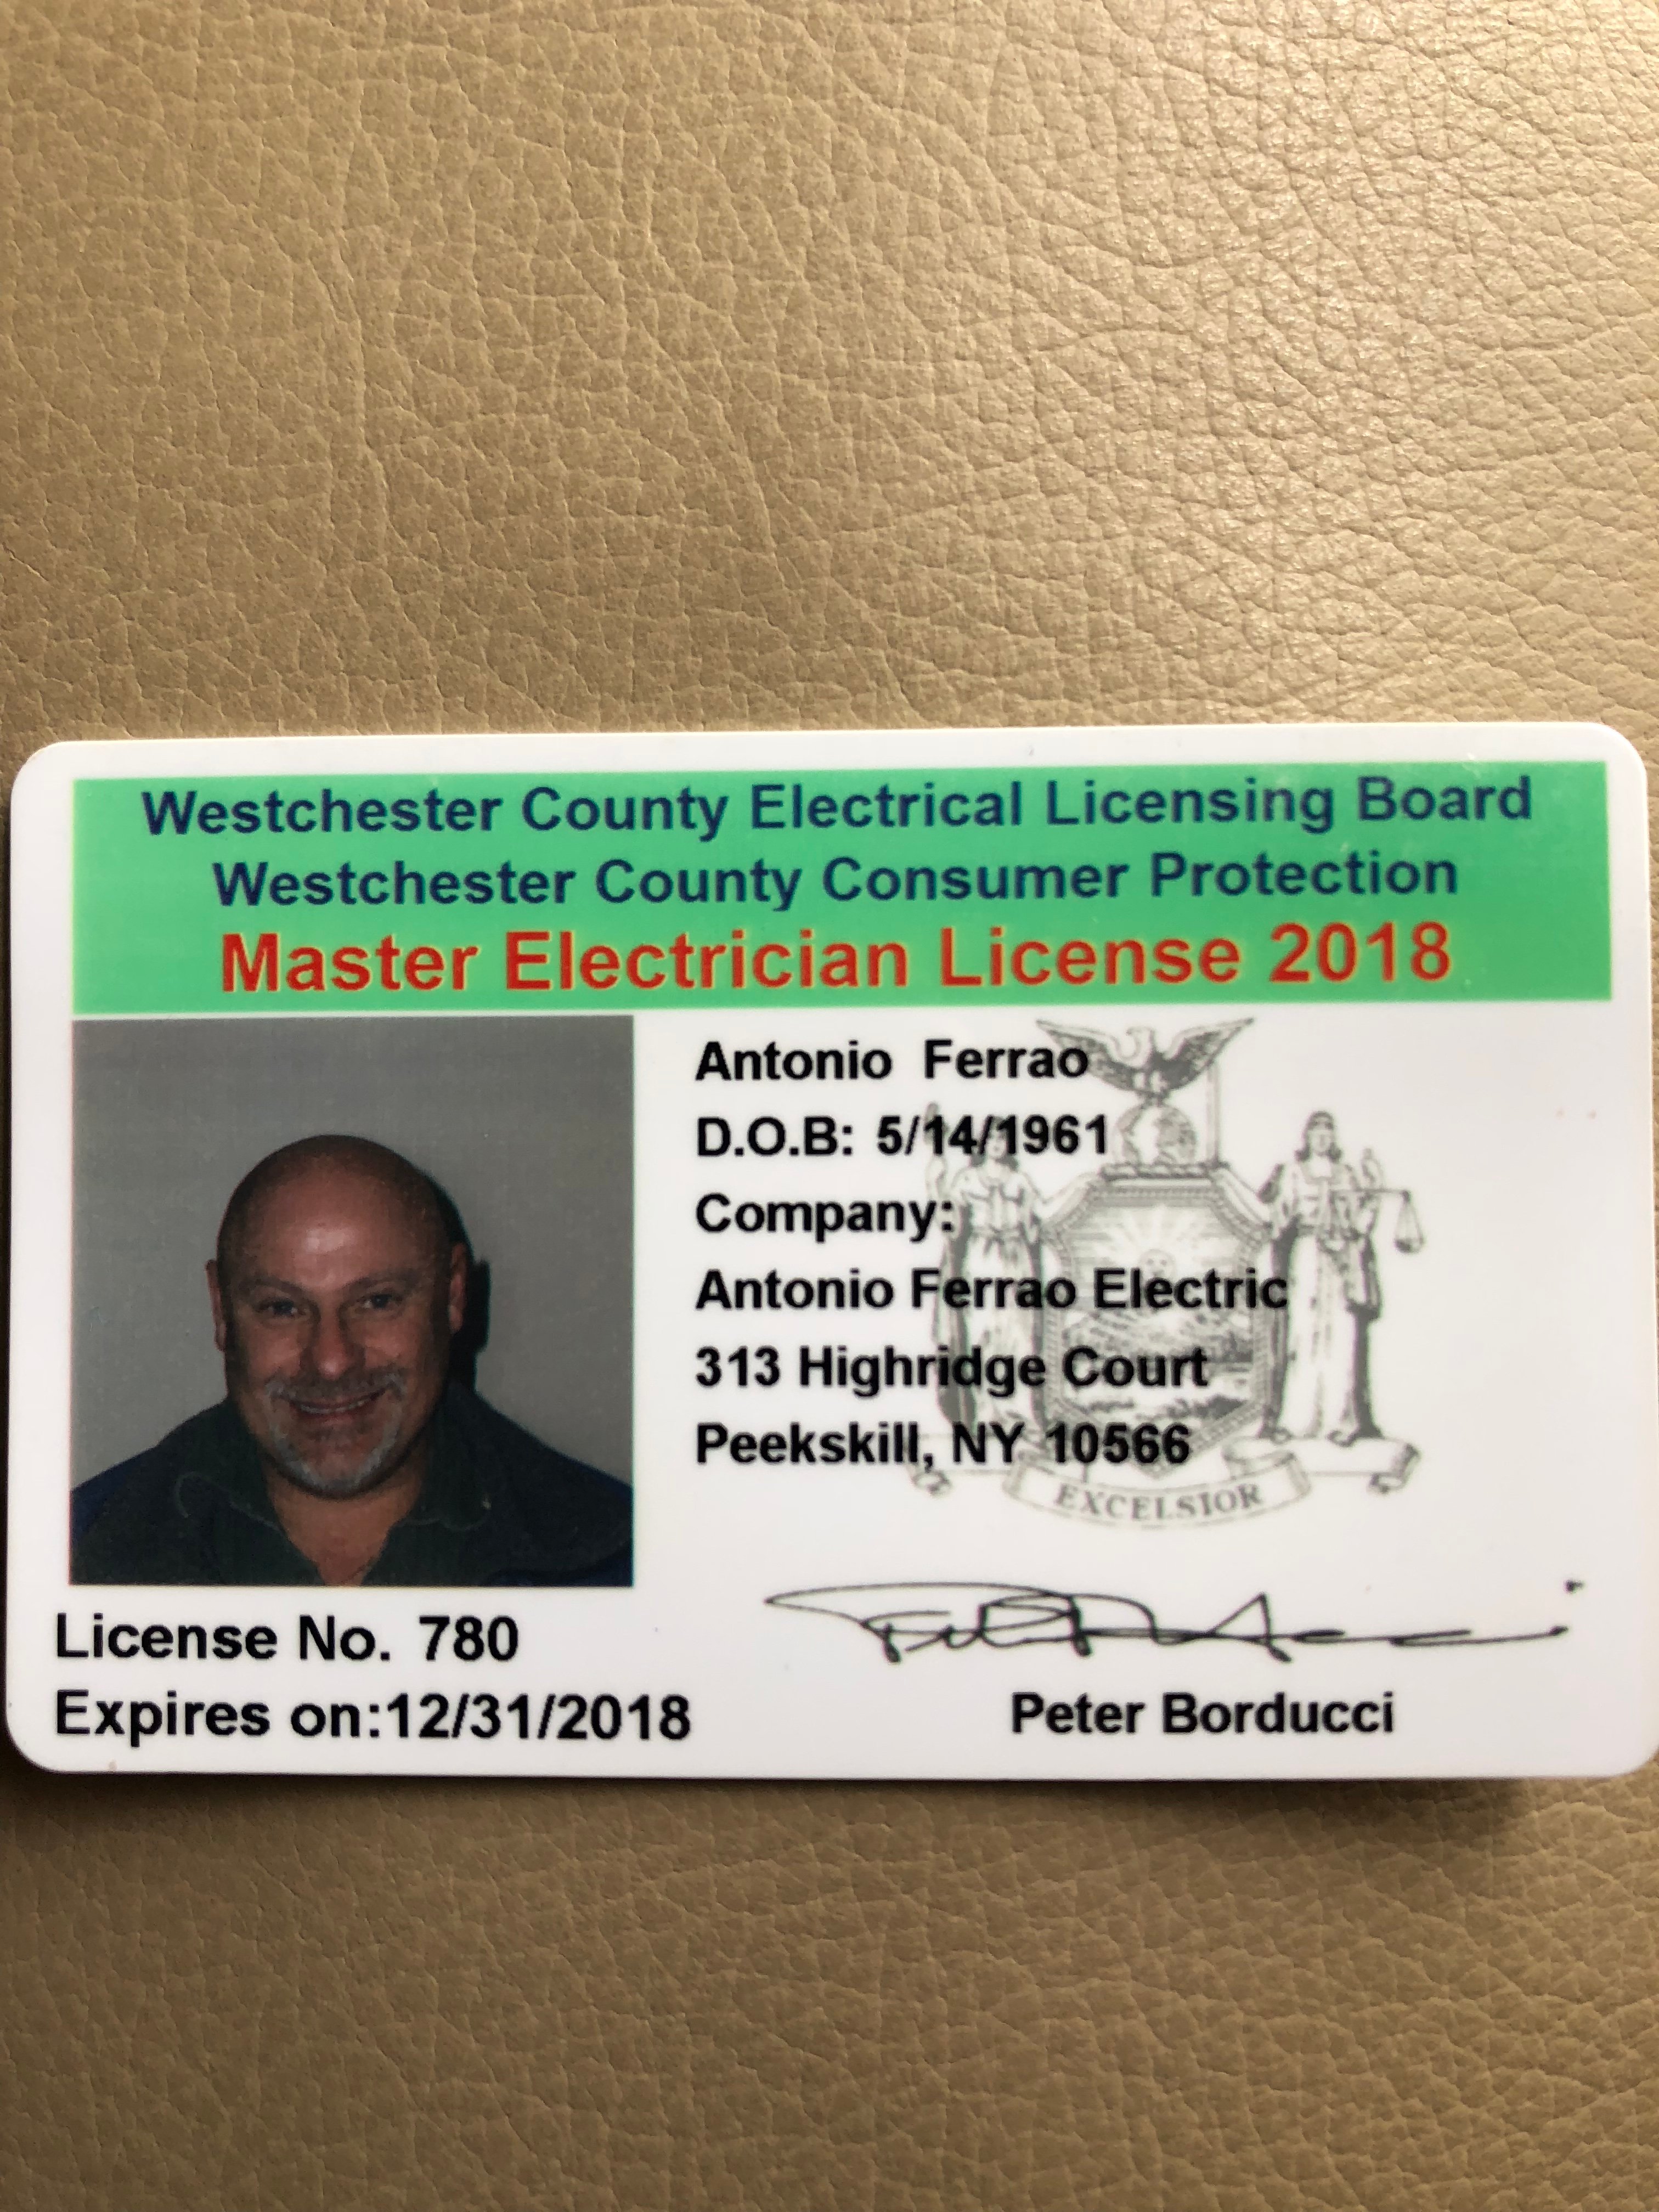 Westchester County Electrical Licensing Board
Westchester County Consumer Protection
Master Electrician License 2018
Antonio Ferrao
D.O.B: 5/14/1961
Company:
Antonio Ferrao Electric
313 Highridge Court
Peekskill, NY 10566
EXCELSIOR
License No. 780
Expires on:12/31/2018
Peter Borducci